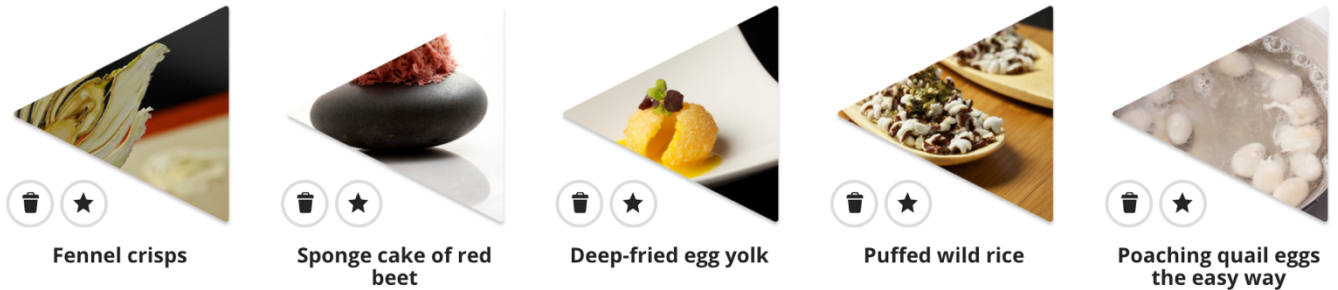 Fennel crisps
Sponge cake of red
beet
Deep-fried egg yolk
Puffed wild rice
Poaching quail eggs
the easy way